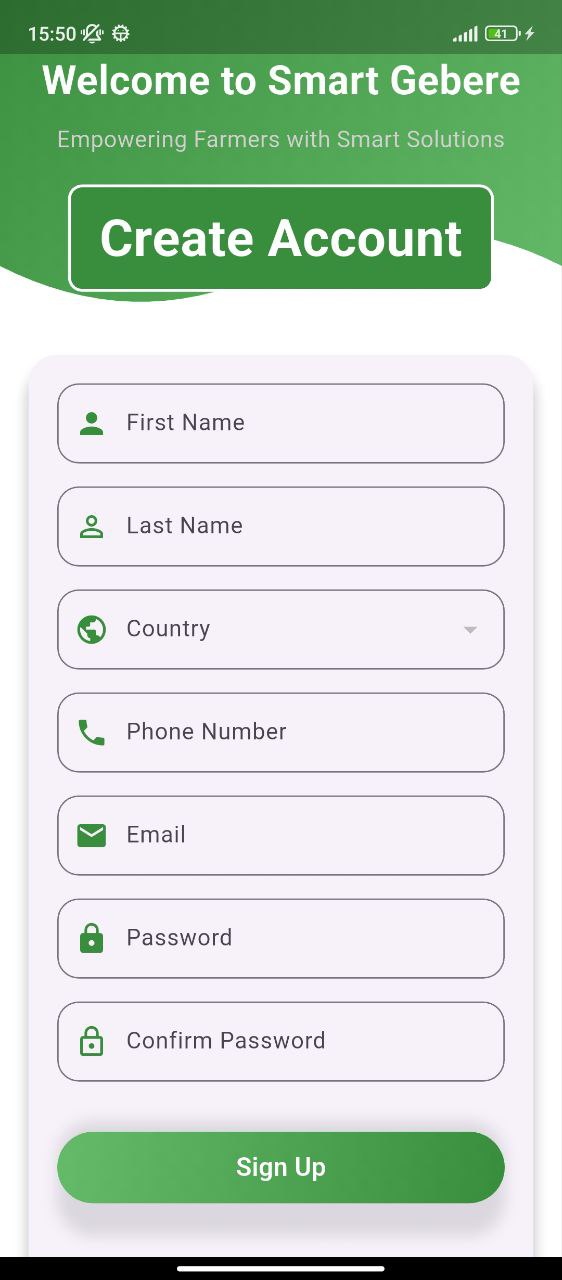 15:50
41
Welcome to Smart Gebere
Empowering Farmers with Smart Solutions
Create Account
First Name
Last Name
Country
Phone Number
Email
Password
Confirm Password
Sign Up